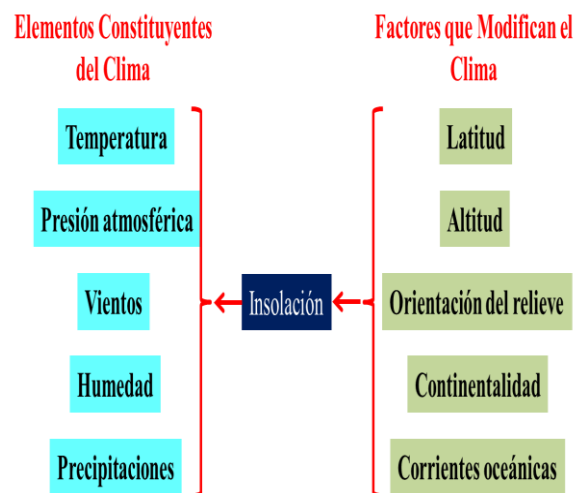 Elementos Constituyentes
del Clima
Temperatura
Presión atmosférica
Vientos
Humedad
Precipitaciones
Insolación
Factores que Modifican el
Clima
Latitud
Altitud
Orientación del relieve
Continentalidad
Corrientes oceánicas